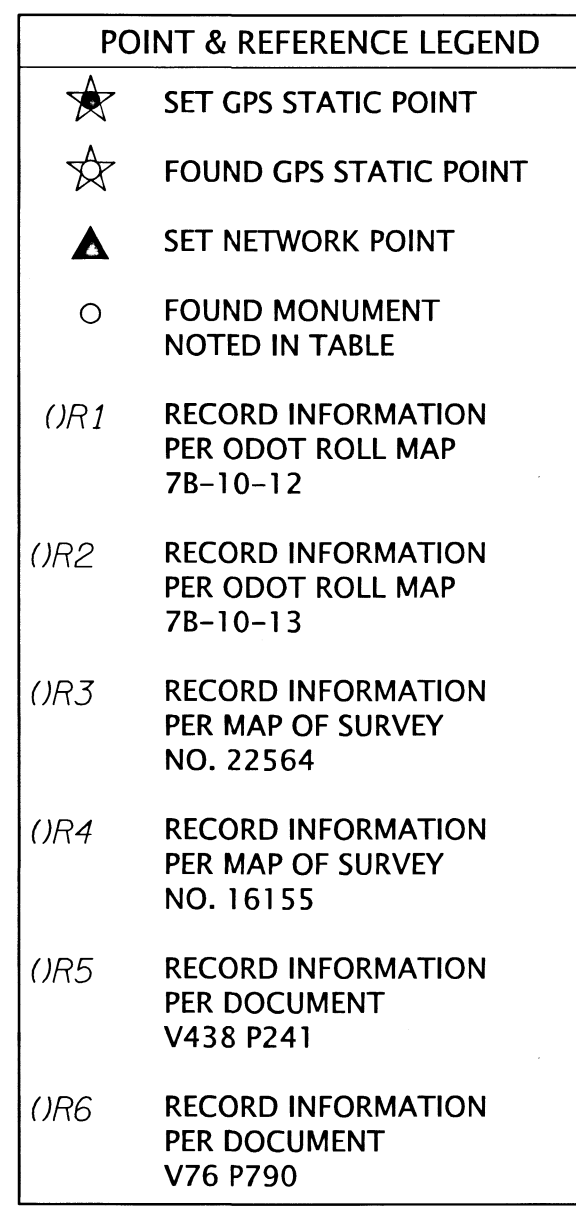 POINT & REFERENCE LEGEND
SET GPS STATIC POINT
FOUND GPS STATIC POINT
SET NETWORK POINT
FOUND MONUMENT
NOTED IN TABLE
()R1 RECORD INFORMATION
PER ODOT ROLL MAP
7B-10-12
()R2 RECORD INFORMATION
PER ODOT ROLL MAP
7B-10-13
()R3 RECORD INFORMATION
PER MAP OF SURVEY
NO. 22564
()R4 RECORD INFORMATION
PER MAP OF SURVEY
NO. 16155
()R5 RECORD INFORMATION
PER DOCUMENT
V438 P241
()R6 RECORD INFORMATION
PER DOCUMENT
V76 P790